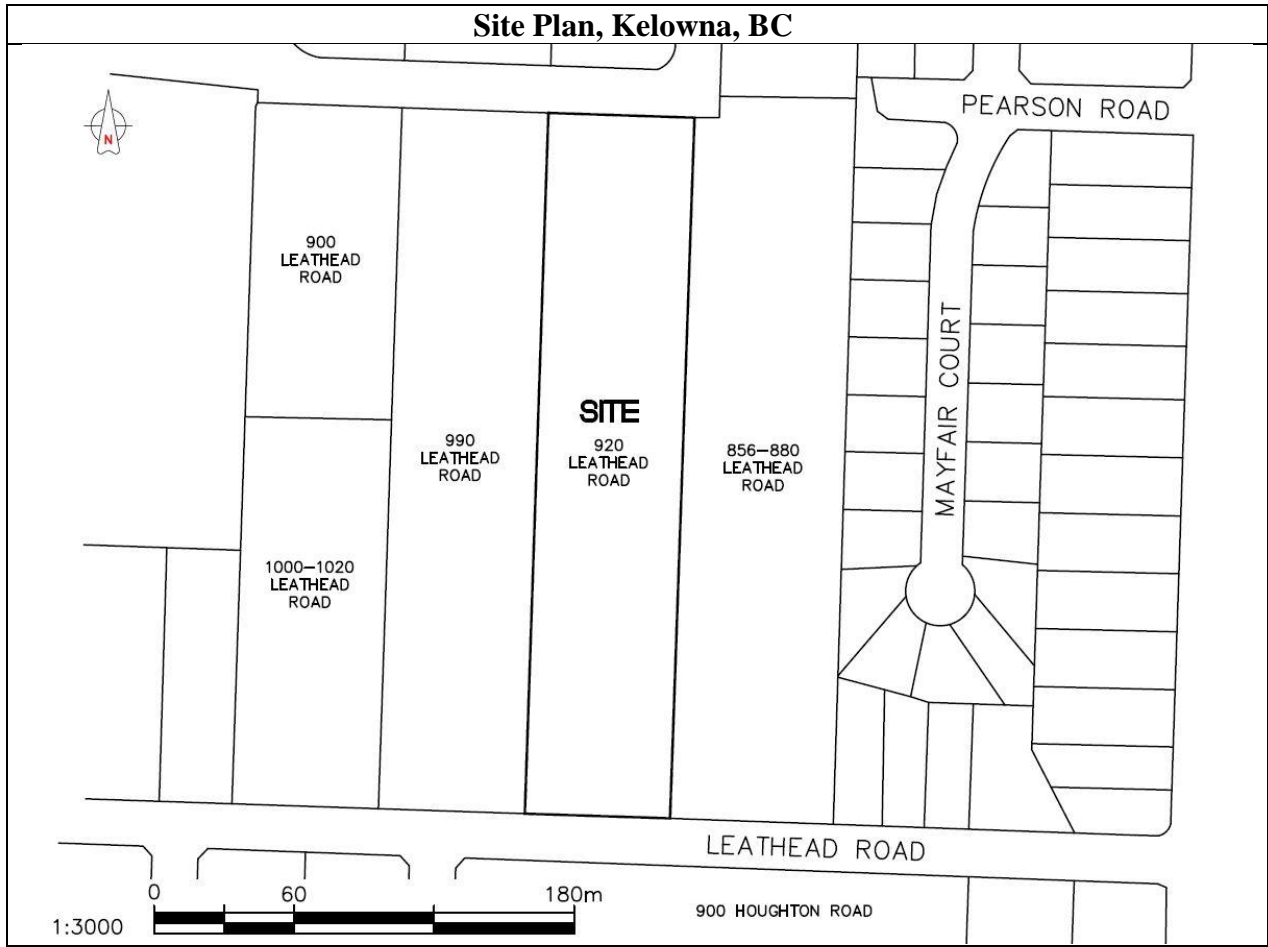 Site Plan, Kelowna, BC
PEARSON ROAD
N
900
LEATHEAD
ROAD
MAYFAIR COURT
SITE
920
LEATHEAD
ROAD
990
LEATHEAD
ROAD
856–880
LEATHEAD
ROAD
1000–1020
LEATHEAD
ROAD
LEATHEAD ROAD
0 60 180m
1:3000
900 HOUGHTON ROAD